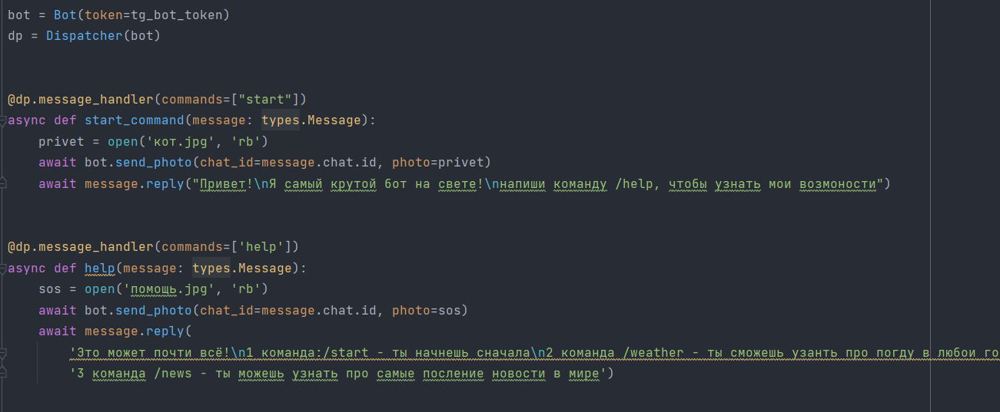 bot = Bot(token=tg_bot_token)
dp = Dispatcher(bot)
@dp.message_handler(commands=["start"])
async def start_command(message: types.Message):
privet = open('кот.jpg', 'rb')
await bot.send_photo(chat_id=message.chat.id, photo=privet)
await message.reply("Привет!\nЯ самый крутой бот на свете!\nнапиши команду /help, чтобы узнать мои возмоности")
@dp.message_handler(commands=['help'])
async def help(message: types.Message):
sos = open('помощь.jpg', 'rb')
await bot.send_photo(chat_id=message.chat.id, photo=sos)
await message.reply(
'Это может почти всё!\n1 команда:/start - ты начнешь сначала\n2 команда /weather - ты сможешь узанть про погду в любои го
'3 команда /news - ты можешь узнать про самые посление новости в мире')